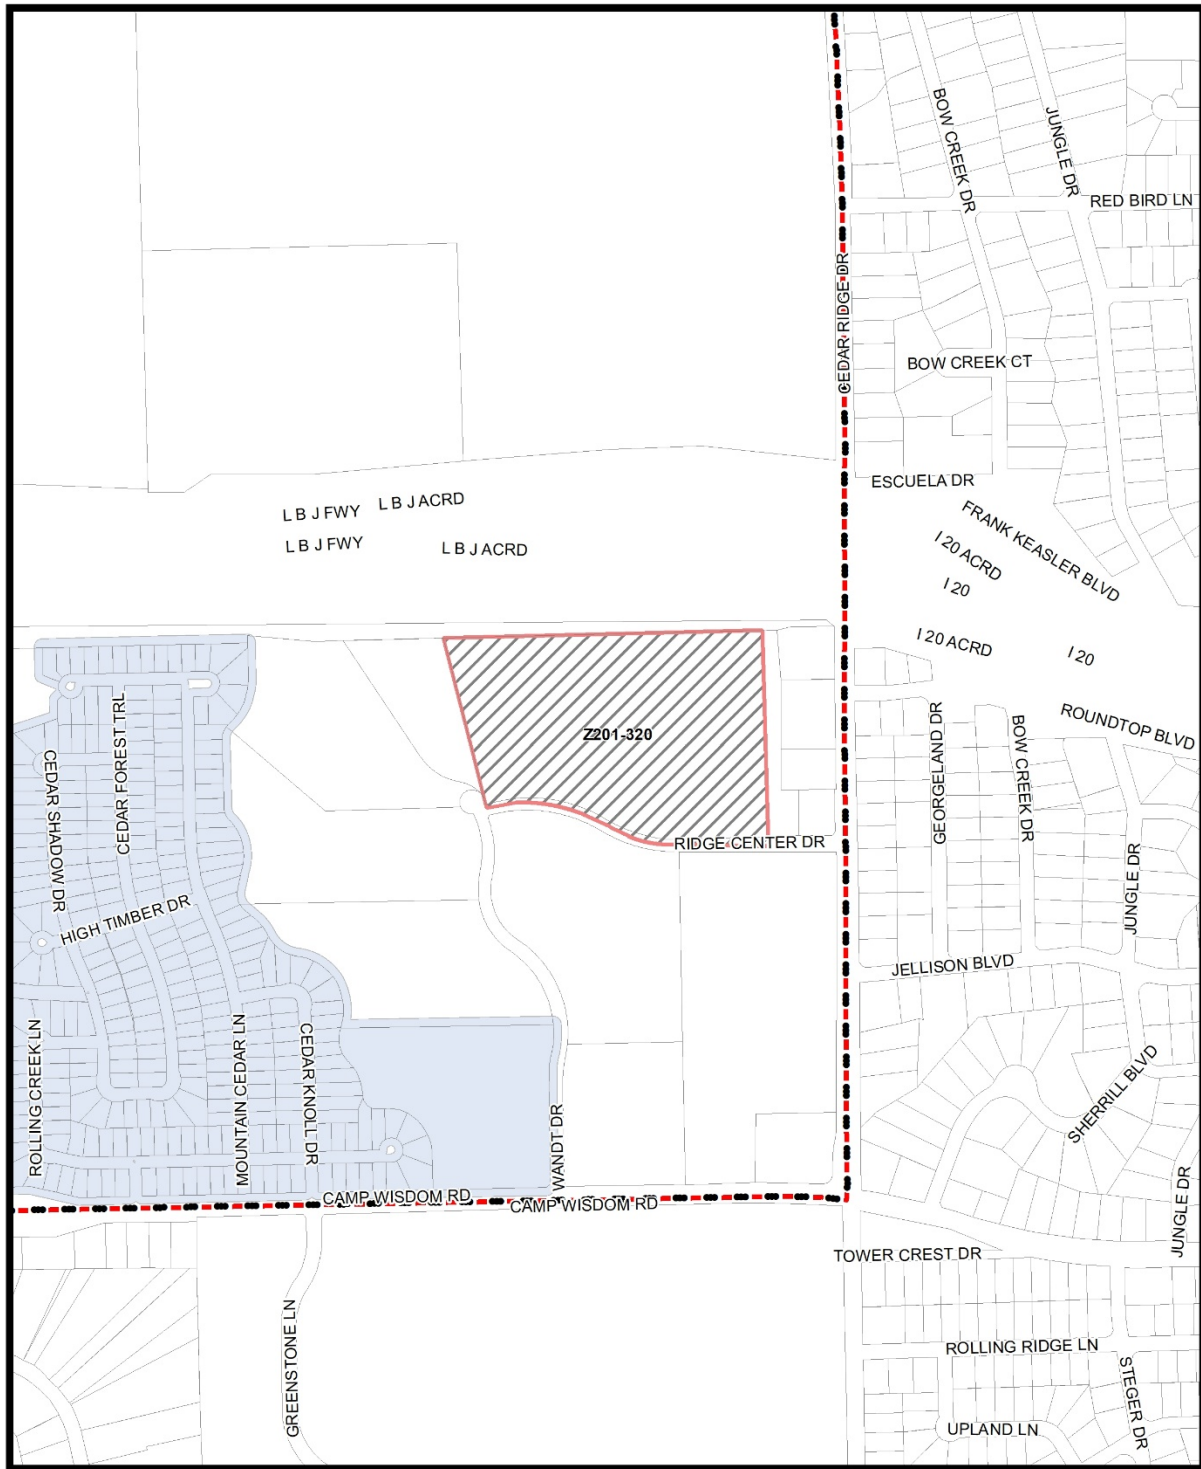 BOW CREEK DR
JUNGLE DR
RED BIRD LN
CEDAR RIDGE DR
BOW CREEK CT
ESCUELA DR
L B J FWY
L B J ACRD
L B J FWY
L B J ACRD
FRANK KEASLER BLVD
I 20 ACRD
I 20
I 20 ACRD
I 20
ROUNDTOP BLVD
Z201-320
CEDAR FOREST TRL
CEDAR SHADOW DR
GEORGELAND DR
BOW CREEK DR
RIDGE CENTER DR
JUNGLE DR
HIGH TIMBER DR
JELLISON BLVD
ROLLING CREEK LN
MOUNTAIN CEDAR LN
CEDAR KNOLL DR
WANDT DR
SHERRILL BLVD
JUNGLE DR
CAMP WISDOM RD
CAMP WISDOM RD
TOWER CREST DR
GREENSTONE LN
ROLLING RIDGE LN
STEGER DR
UPLAND LN